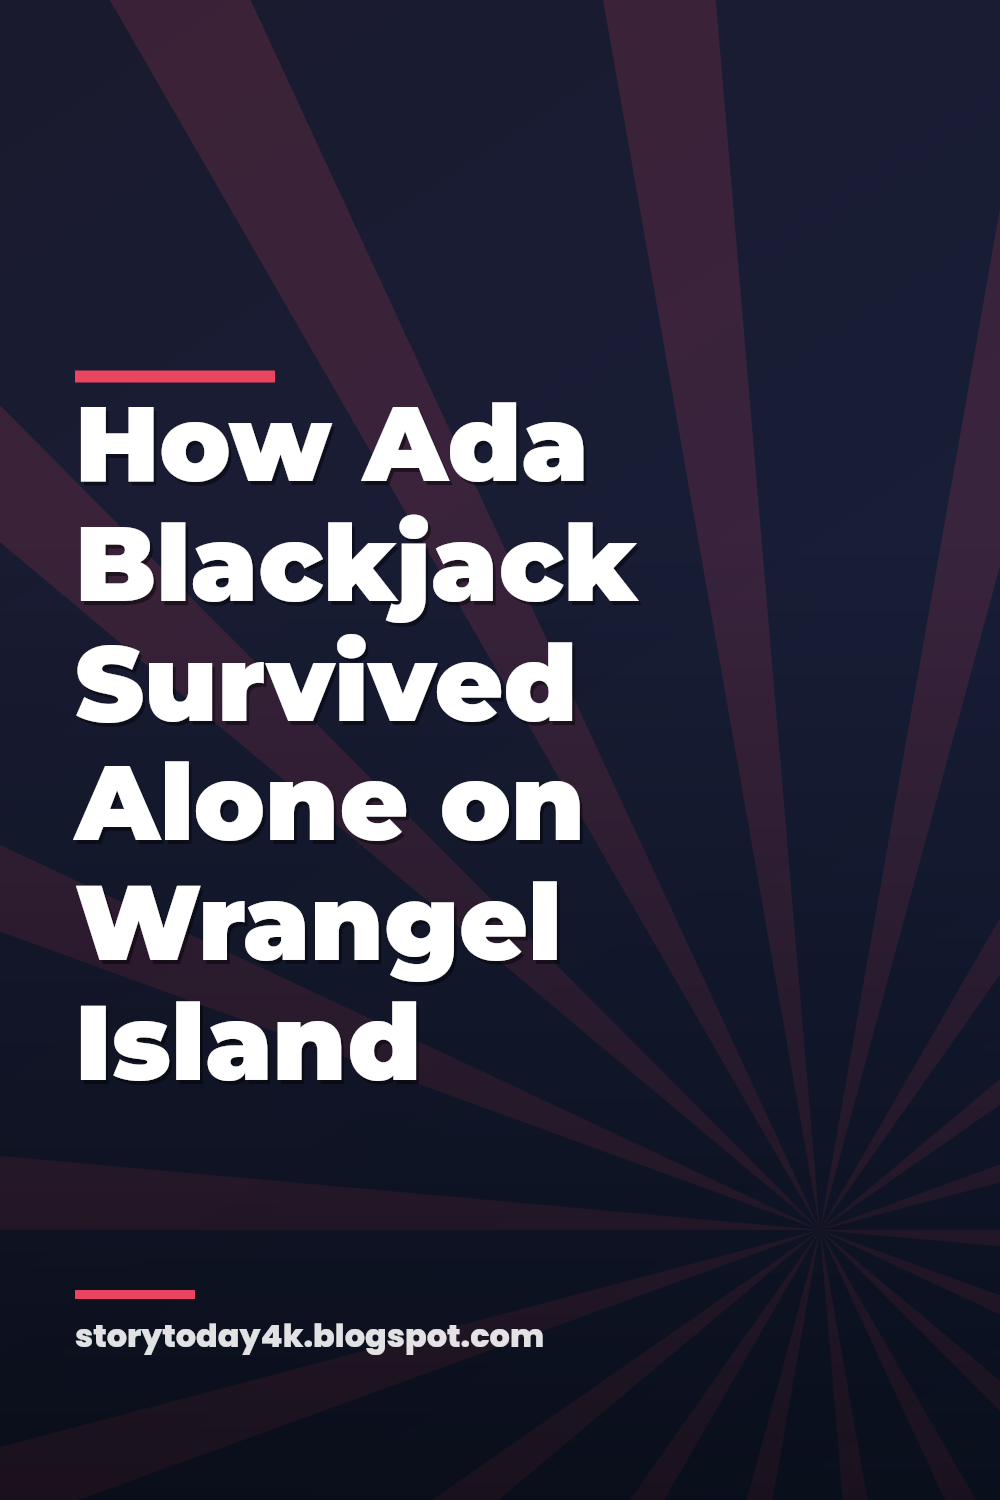 How Ada
Blackjack
Survived
Alone on
Wrangel
Island
storytoday4k.blogspot.com